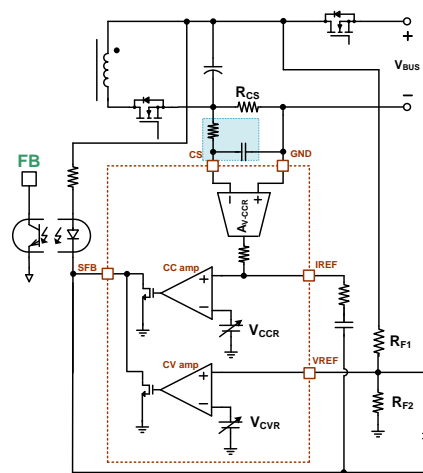 +
V_BUS
−
R_CS
CS
GND
FB
− +
A_V-CCR
SFB
CC amp
IREF
+
−
V_CCR
R_F1
CV amp
VREF
+
−
V_CVR
R_F2